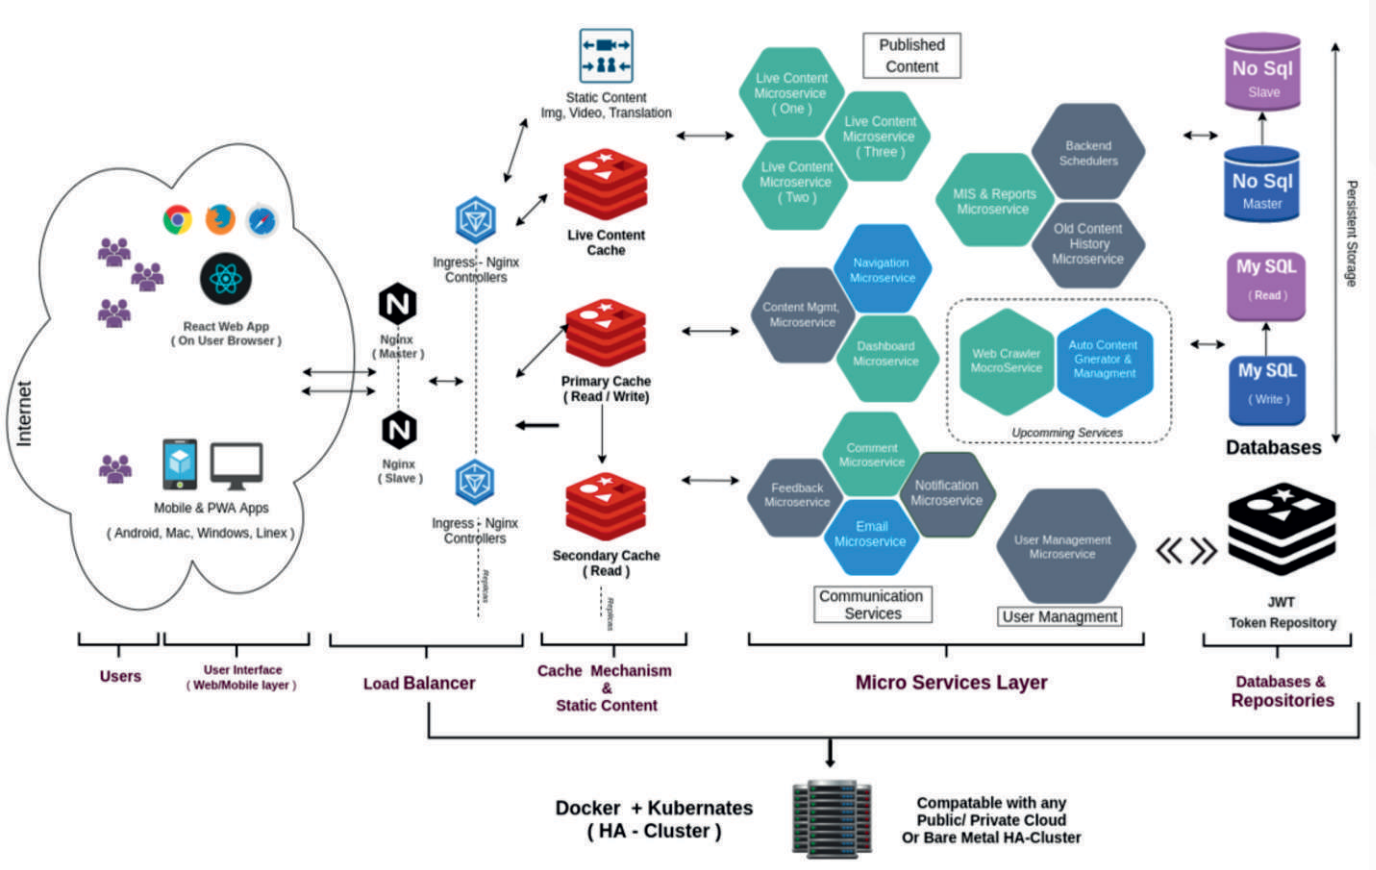 Internet
React Web App
( On User Browser )
Mobile & PWA Apps
( Android, Mac, Windows, Linex )
Nginx
( Master )
Nginx
( Slave )
Ingress - Nginx
Controllers
Ingress - Nginx
Controllers
Replicas
Static Content
Img, Video, Translation
Live Content
Cache
Primary Cache
( Read / Write)
Secondary Cache
( Read )
Replicas
Published
Content
Live Content
Microservice
( One )
Live Content
Microservice
( Three )
Live Content
Microservice
( Two )
MIS & Reports
Microservice
Backend
Schedulers
Old Content
History
Microservice
Navigation
Microservice
Content Mgmt,
Microservice
Dashboard
Microservice
Web Crawler
MocroService
Auto Content
Gnerator &
Managment
Upcomming Services
Comment
Microservice
Feedback
Microservice
Notification
Microservice
Email
Microservice
Communication
Services
User Management
Microservice
User Managment
No Sql
Slave
No Sql
Master
My SQL
( Read )
My SQL
( Write )
Persistent Storage
Databases
JWT
Token Repository
Users
User Interface
( Web/Mobile layer )
Load Balancer
Cache Mechanism
&
Static Content
Micro Services Layer
Databases &
Repositories
Docker + Kubernates
( HA - Cluster )
Compatable with any
Public/ Private Cloud
Or Bare Metal HA-Cluster